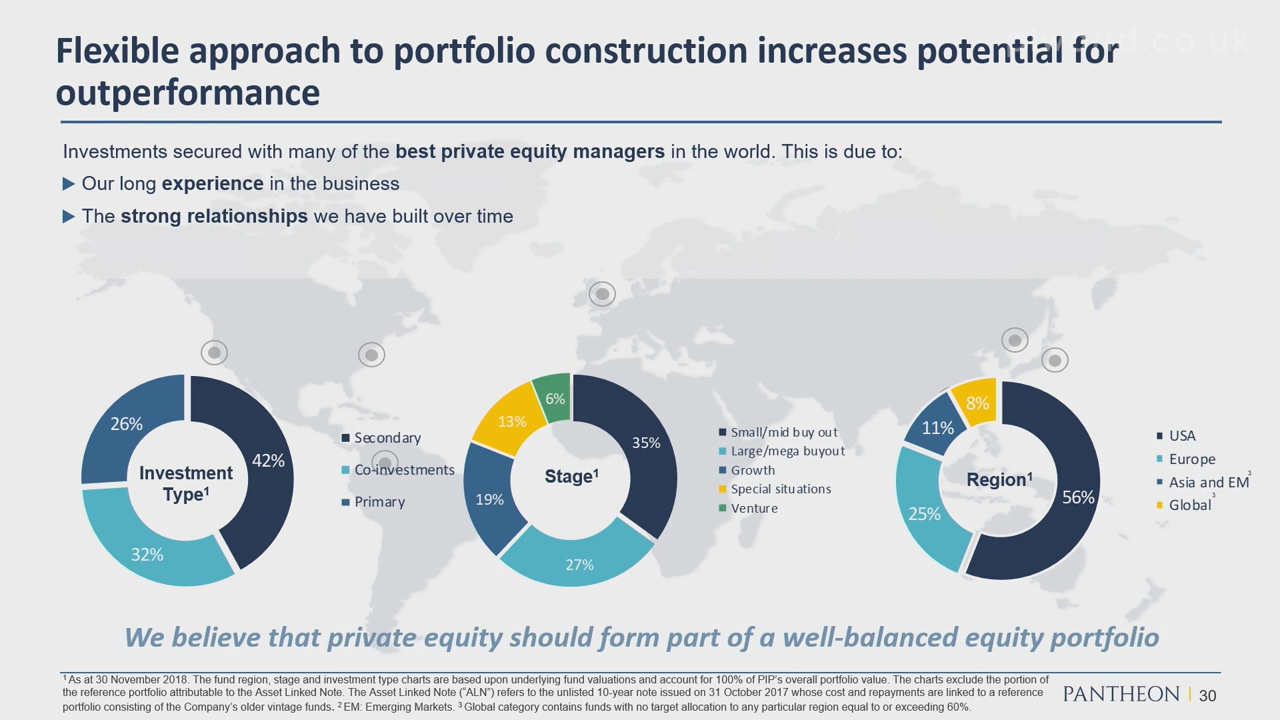 Flexible approach to portfolio construction increases potential for
outperformance
Investments secured with many of the best private equity managers in the world. This is due to:
Our long experience in the business
The strong relationships we have built over time
26%
42%
32%
Investment
Type¹
Secondary
Co-investments
Primary
6%
13%
35%
19%
27%
Stage¹
Small/mid buy out
Large/mega buyout
Growth
Special situations
Venture
8%
11%
25%
56%
Region¹
USA
Europe
Asia and EM³
Global³
We believe that private equity should form part of a well-balanced equity portfolio
¹ As at 30 November 2018. The fund region, stage and investment type charts are based upon underlying fund valuations and account for 100% of PIP's overall portfolio value. The charts exclude the portion of
the reference portfolio attributable to the Asset Linked Note. The Asset Linked Note ("ALN") refers to the unlisted 10-year note issued on 31 October 2017 whose cost and repayments are linked to a reference
portfolio consisting of the Company's older vintage funds. ² EM: Emerging Markets. ³ Global category contains funds with no target allocation to any particular region equal to or exceeding 60%.
PANTHEON | 30